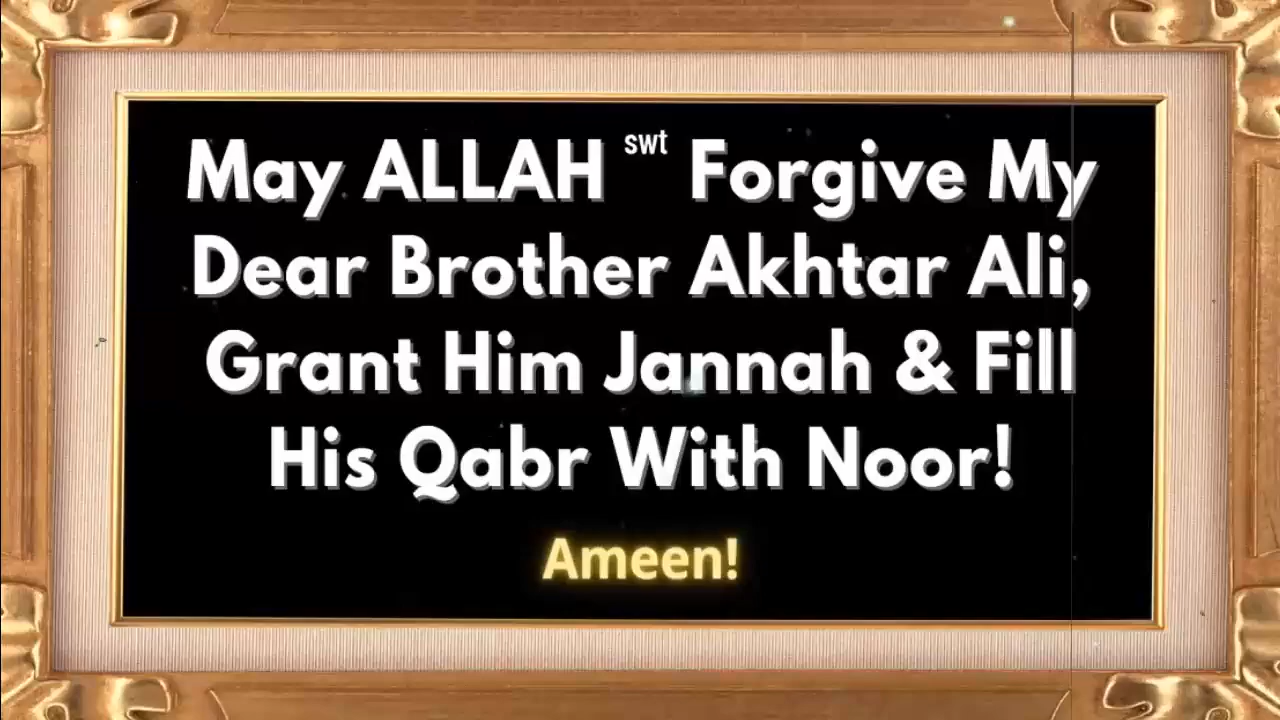 May ALLAH swt Forgive My
Dear Brother Akhtar Ali,
Grant Him Jannah & Fill
His Qabr With Noor!
Ameen!